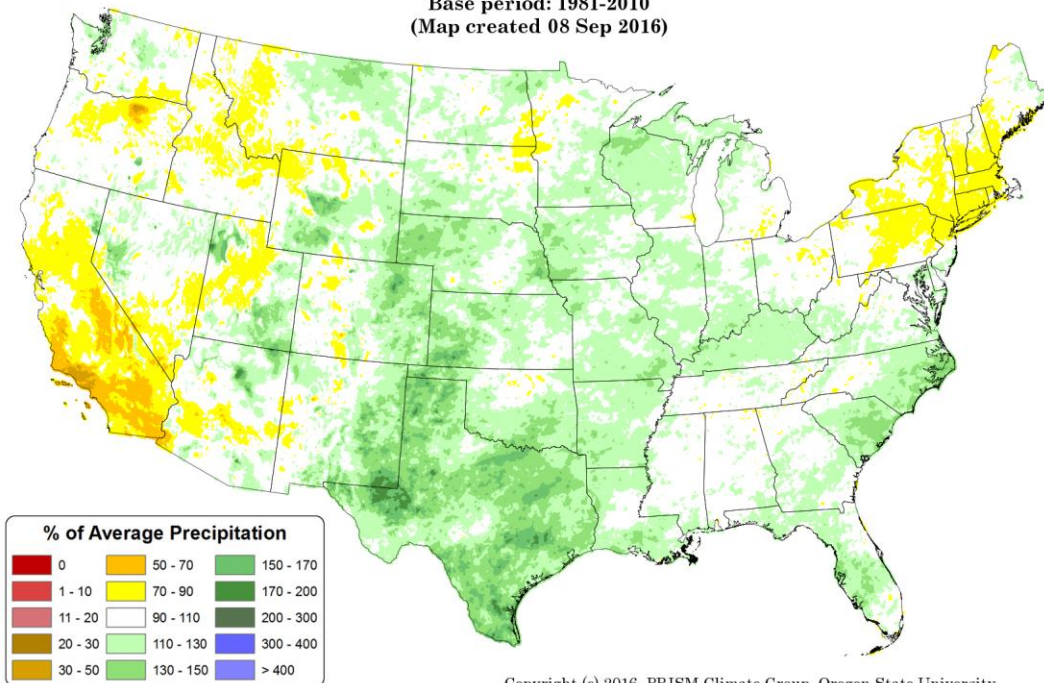 Base period: 1981-2010
(Map created 08 Sep 2016)
% of Average Precipitation
0
50 - 70
150 - 170
1 - 10
70 - 90
170 - 200
11 - 20
90 - 110
200 - 300
20 - 30
110 - 130
300 - 400
30 - 50
130 - 150
> 400
Copyright (c) 2016, PRISM Climate Group, Oregon State University